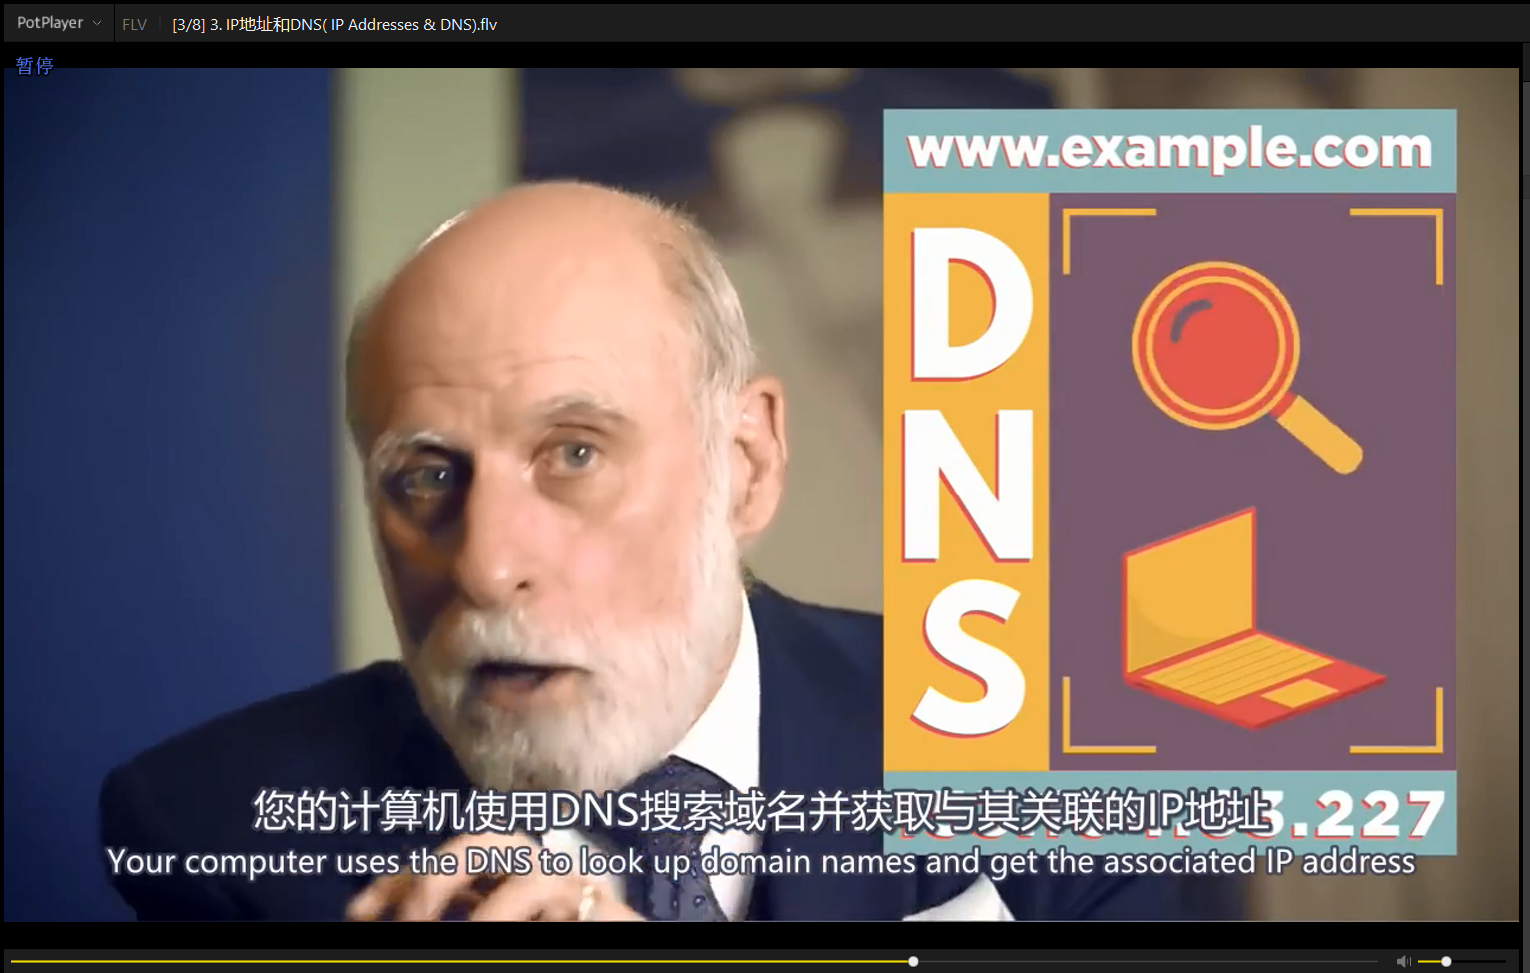 PotPlayer
FLV
[3/8] 3. IP地址和DNS( IP Addresses & DNS).flv
暂停
www.example.com
DNS
.227
您的计算机使用DNS搜索域名并获取与其关联的IP地址
Your computer uses the DNS to look up domain names and get the associated IP address